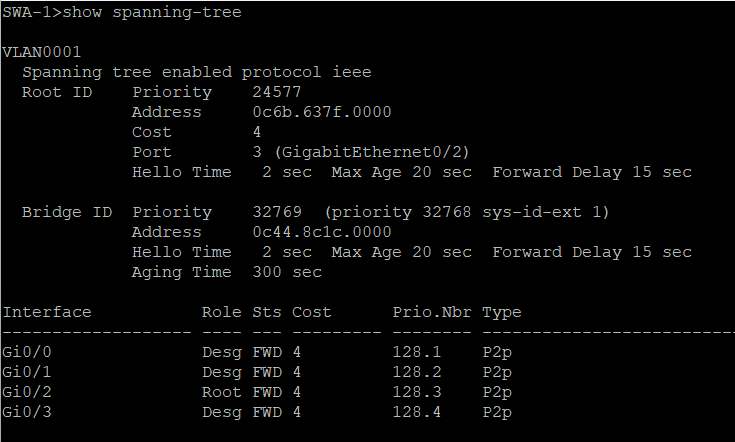 SWA-1>show spanning-tree

VLAN0001
  Spanning tree enabled protocol ieee
  Root ID    Priority    24577
             Address     0c6b.637f.0000
             Cost        4
             Port        3 (GigabitEthernet0/2)
             Hello Time   2 sec  Max Age 20 sec  Forward Delay 15 sec

  Bridge ID  Priority    32769  (priority 32768 sys-id-ext 1)
             Address     0c44.8c1c.0000
             Hello Time   2 sec  Max Age 20 sec  Forward Delay 15 sec
             Aging Time  300 sec

Interface           Role Sts Cost      Prio.Nbr Type
------------------- ---- --- --------- -------- --------------------------
Gi0/0               Desg FWD 4         128.1    P2p
Gi0/1               Desg FWD 4         128.2    P2p
Gi0/2               Root FWD 4         128.3    P2p
Gi0/3               Desg FWD 4         128.4    P2p